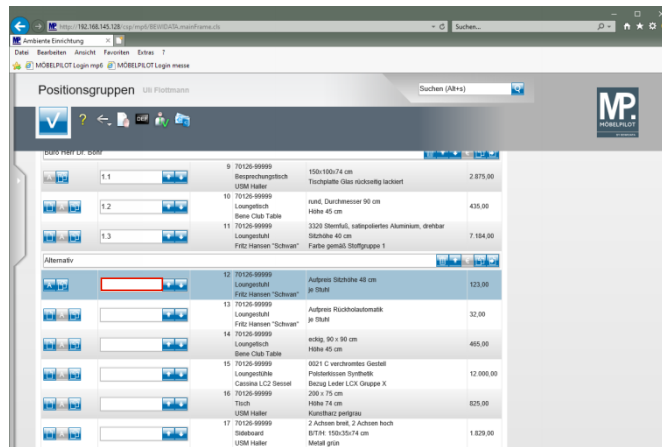 http://192.168.145.128/csp/mp6/BEWIDATA.mainFrame.cls
Suchen...
Ambiente Einrichtung
Datei Bearbeiten Ansicht Favoriten Extras ?
MÖBELPILOT Login mp6 MÖBELPILOT Login messe
Positionsgruppen Uli Flottmann
Suchen (Alt+s)
MP.
MÖBELPILOT
Büro Herr Dr. Bohr
1.1
9 70126-99999
Besprechungstisch
USM Haller
150x100x74 cm
Tischplatte Glas rückseitig lackiert
2.875,00
1.2
10 70126-99999
Loungetisch
Bene Club Table
rund, Durchmesser 90 cm
Höhe 45 cm
435,00
1.3
11 70126-99999
Loungestuhl
Fritz Hansen "Schwan"
3320 Sternfuß, satinpoliertes Aluminium, drehbar
Sitzhöhe 40 cm
Farbe gemäß Stoffgruppe 1
7.184,00
Alternativ
12 70126-99999
Loungestuhl
Fritz Hansen "Schwan"
Aufpreis Sitzhöhe 48 cm
je Stuhl
123,00
13 70126-99999
Loungestuhl
Fritz Hansen "Schwan"
Aufpreis Rückholautomatik
je Stuhl
32,00
14 70126-99999
Loungetisch
Bene Club Table
eckig, 90 x 90 cm
Höhe 45 cm
465,00
15 70126-99999
Loungestühle
Cassina LC2 Sessel
0021 C verchromtes Gestell
Polsterkissen Synthetik
Bezug Leder LCX Gruppe X
12.000,00
16 70126-99999
Tisch
USM Haller
200 x 75 cm
Höhe 74 cm
Kunstharz perlgrau
825,00
17 70126-99999
Sideboard
USM Haller
2 Achsen breit, 2 Achsen hoch
B/T/H: 150x35x74 cm
Metall grün
1.829,00